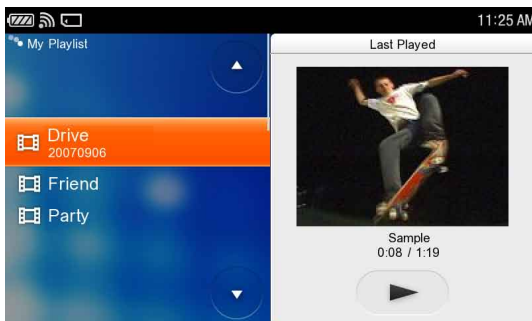 11:25 AM
My Playlist
Last Played
Drive
20070906
Friend
Party
Sample
0:08 / 1:19